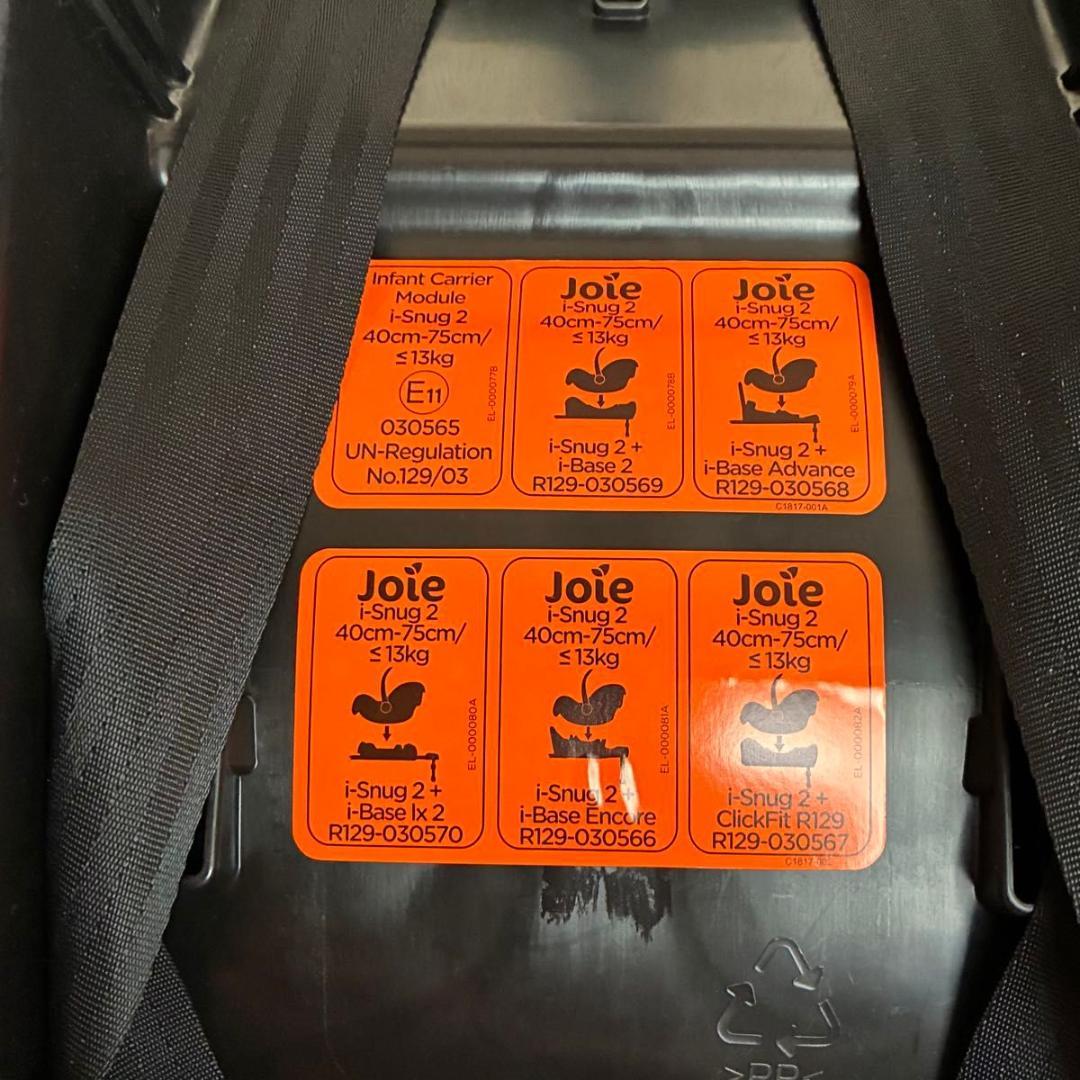 Infant Carrier
Module
i-Snug 2
40cm-75cm/
≤13kg
E11
030565
UN-Regulation
No.129/03
EL-000077B
Joie
i-Snug 2
40cm-75cm/
≤13kg
i-Snug 2 +
i-Base 2
R129-030569
EL-000078B
Joie
i-Snug 2
40cm-75cm/
≤13kg
i-Snug 2 +
i-Base Advance
R129-030568
EL-000079A
C1817-001A
Joie
i-Snug 2
40cm-75cm/
≤13kg
i-Snug 2 +
i-Base lx 2
R129-030570
EL-000080A
Joie
i-Snug 2
40cm-75cm/
≤13kg
i-Snug 2 +
i-Base Encore
R129-030566
EL-000081A
Joie
i-Snug 2
40cm-75cm/
≤13kg
i-Snug 2 +
ClickFit R129
R129-030567
EL-000082A
>PP<